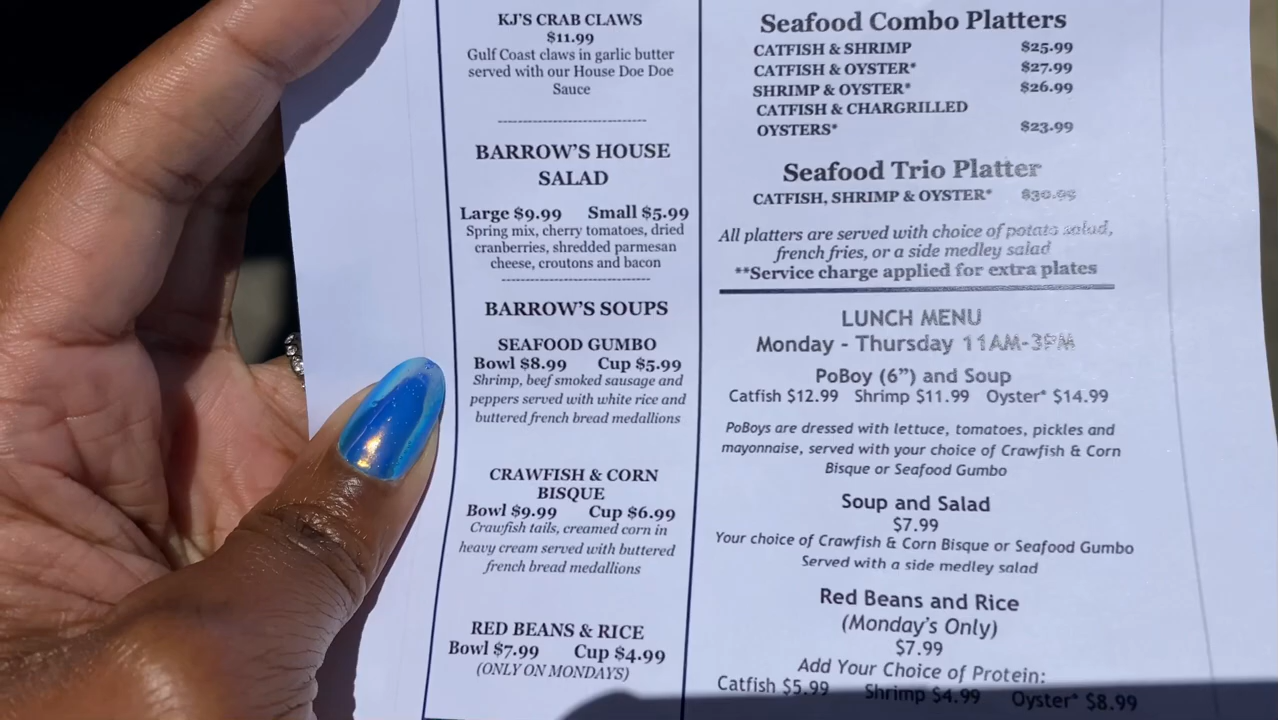 KJ'S CRAB CLAWS
$11.99
Gulf Coast claws in garlic butter
served with our House Doe Doe
Sauce
BARROW'S HOUSE
SALAD
Large $9.99 Small $5.99
Spring mix, cherry tomatoes, dried
cranberries, shredded parmesan
cheese, croutons and bacon
BARROW'S SOUPS
SEAFOOD GUMBO
Bowl $8.99 Cup $5.99
Shrimp, beef smoked sausage and
peppers served with white rice and
buttered french bread medallions
CRAWFISH & CORN
BISQUE
Bowl $9.99 Cup $6.99
Crawfish tails, creamed corn in
heavy cream served with buttered
french bread medallions
RED BEANS & RICE
Bowl $7.99 Cup $4.99
(ONLY ON MONDAYS)
Seafood Combo Platters
CATFISH & SHRIMP $25.99
CATFISH & OYSTER* $27.99
SHRIMP & OYSTER* $26.99
CATFISH & CHARGRILLED
OYSTERS* $23.99
Seafood Trio Platter
CATFISH, SHRIMP & OYSTER* $30.99
All platters are served with choice of potato salad,
french fries, or a side medley salad
**Service charge applied for extra plates
LUNCH MENU
Monday - Thursday 11AM-3PM
PoBoy (6") and Soup
Catfish $12.99 Shrimp $11.99 Oyster* $14.99
PoBoys are dressed with lettuce, tomatoes, pickles and
mayonnaise, served with your choice of Crawfish & Corn
Bisque or Seafood Gumbo
Soup and Salad
$7.99
Your choice of Crawfish & Corn Bisque or Seafood Gumbo
Served with a side medley salad
Red Beans and Rice
(Monday's Only)
$7.99
Add Your Choice of Protein:
Catfish $5.99 Shrimp $4.99 Oyster* $8.99